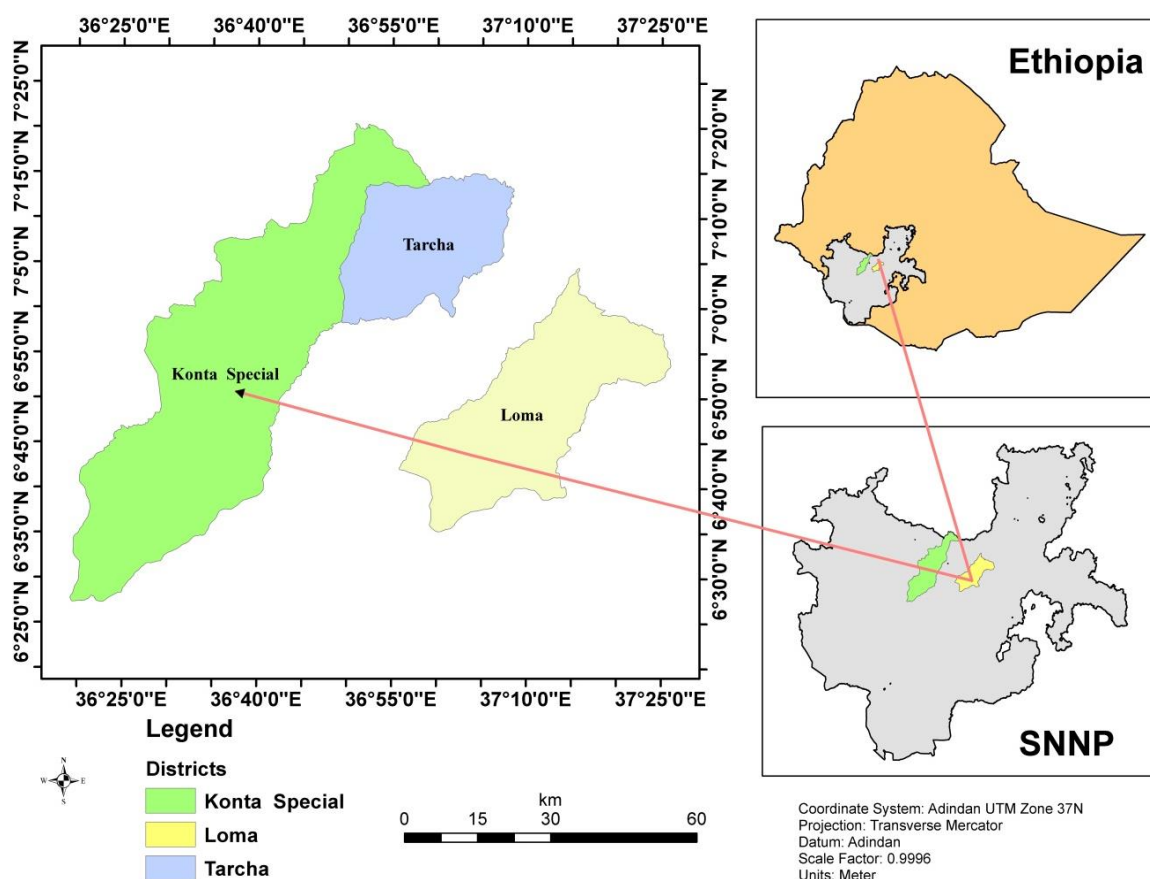 36°25'0"E 36°40'0"E 36°55'0"E 37°10'0"E 37°25'0"E
7°25'0"N
7°15'0"N
7°5'0"N
6°55'0"N
6°45'0"N
6°35'0"N
6°25'0"N
Tarcha
Konta Special
Loma
7°20'0"N
7°10'0"N
7°0'0"N
6°50'0"N
6°40'0"N
6°30'0"N
36°25'0"E 36°40'0"E 36°55'0"E 37°10'0"E 37°25'0"E
Ethiopia
SNNP
Legend
Districts
Konta Special
Loma
Tarcha
N
W E
S
km
0 15 30 60
Coordinate System: Adindan UTM Zone 37N
Projection: Transverse Mercator
Datum: Adindan
Scale Factor: 0.9996
Units: Meter